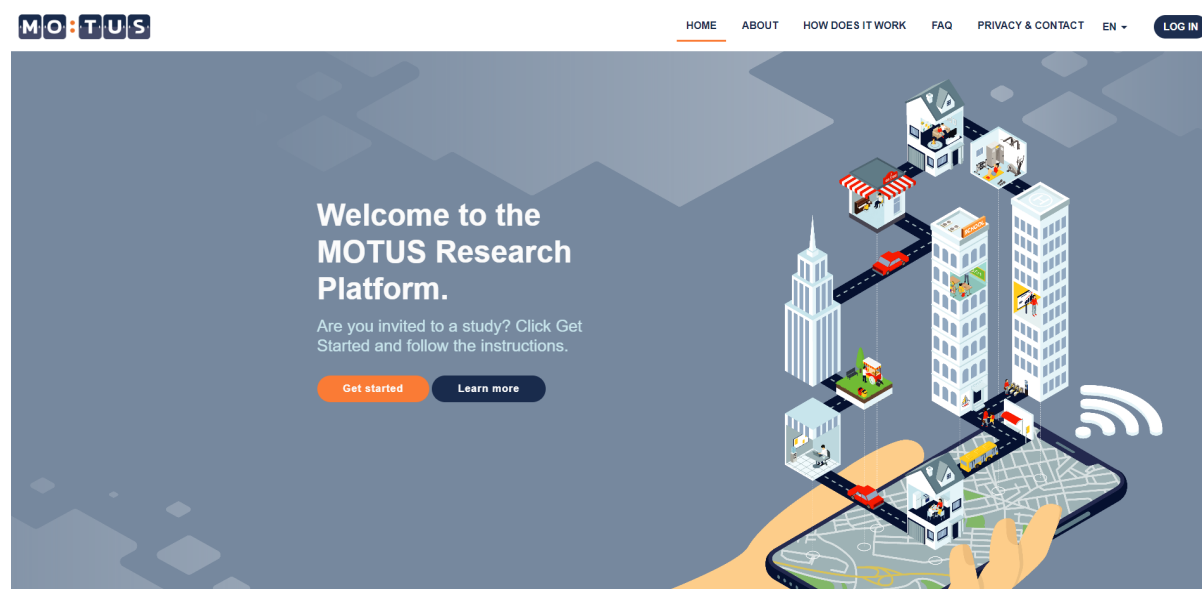 MO:TUS
HOME ABOUT HOW DOES IT WORK FAQ PRIVACY & CONTACT EN LOG IN
Welcome to the
MOTUS Research
Platform.
Are you invited to a study? Click Get
Started and follow the instructions.
Get started Learn more
SCHOOL
H